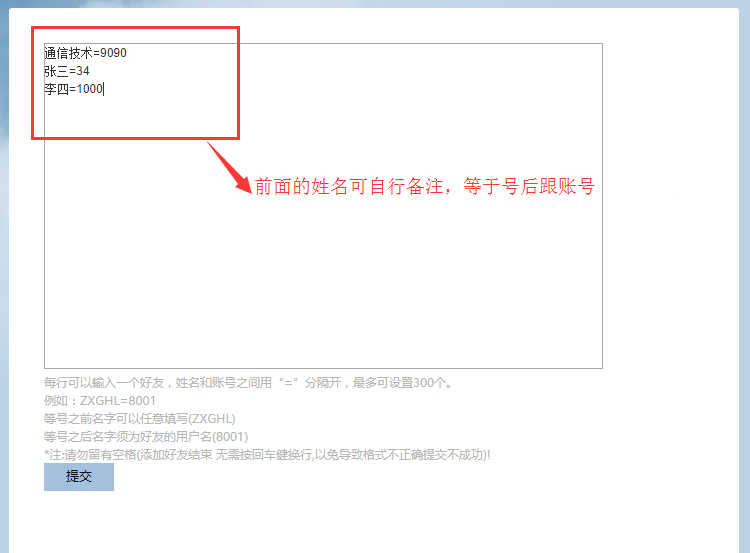 通信技术=9090
张三=34
李四=1000
前面的姓名可自行备注，等于号后跟账号
每行可以输入一个好友，姓名和账号之间用“=”分隔开，最多可设置300个。
例如：ZXGHL=8001
等号之前名字可以任意填写(ZXGHL)
等号之后名字须为好友的用户名(8001)
*注:请勿留有空格(添加好友结束 无需按回车健换行,以免导致格式不正确提交不成功)!
提交